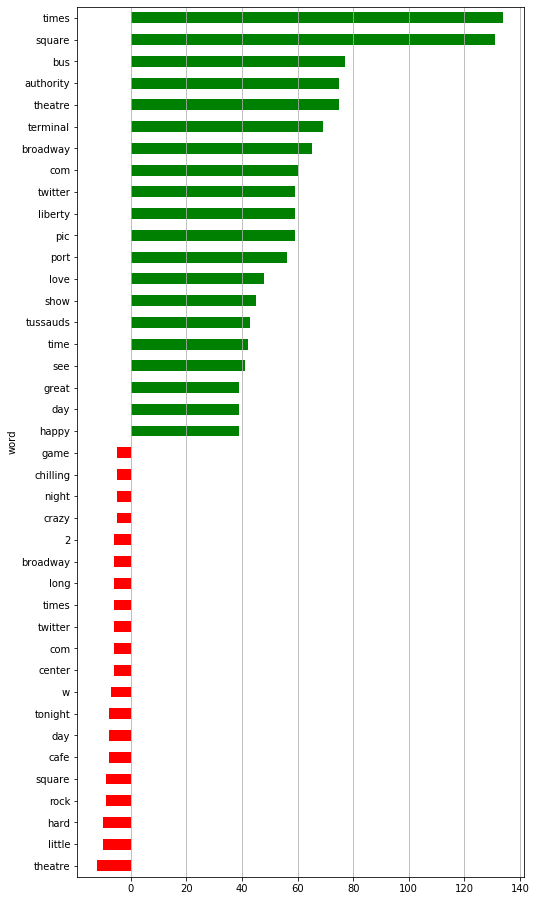 times
square
bus
authority
theatre
terminal
broadway
com
twitter
liberty
pic
port
love
show
tussauds
time
see
great
day
happy
word
game
chilling
night
crazy
2
broadway
long
times
twitter
com
center
w
tonight
day
cafe
square
rock
hard
little
theatre
0 20 40 60 80 100 120 140